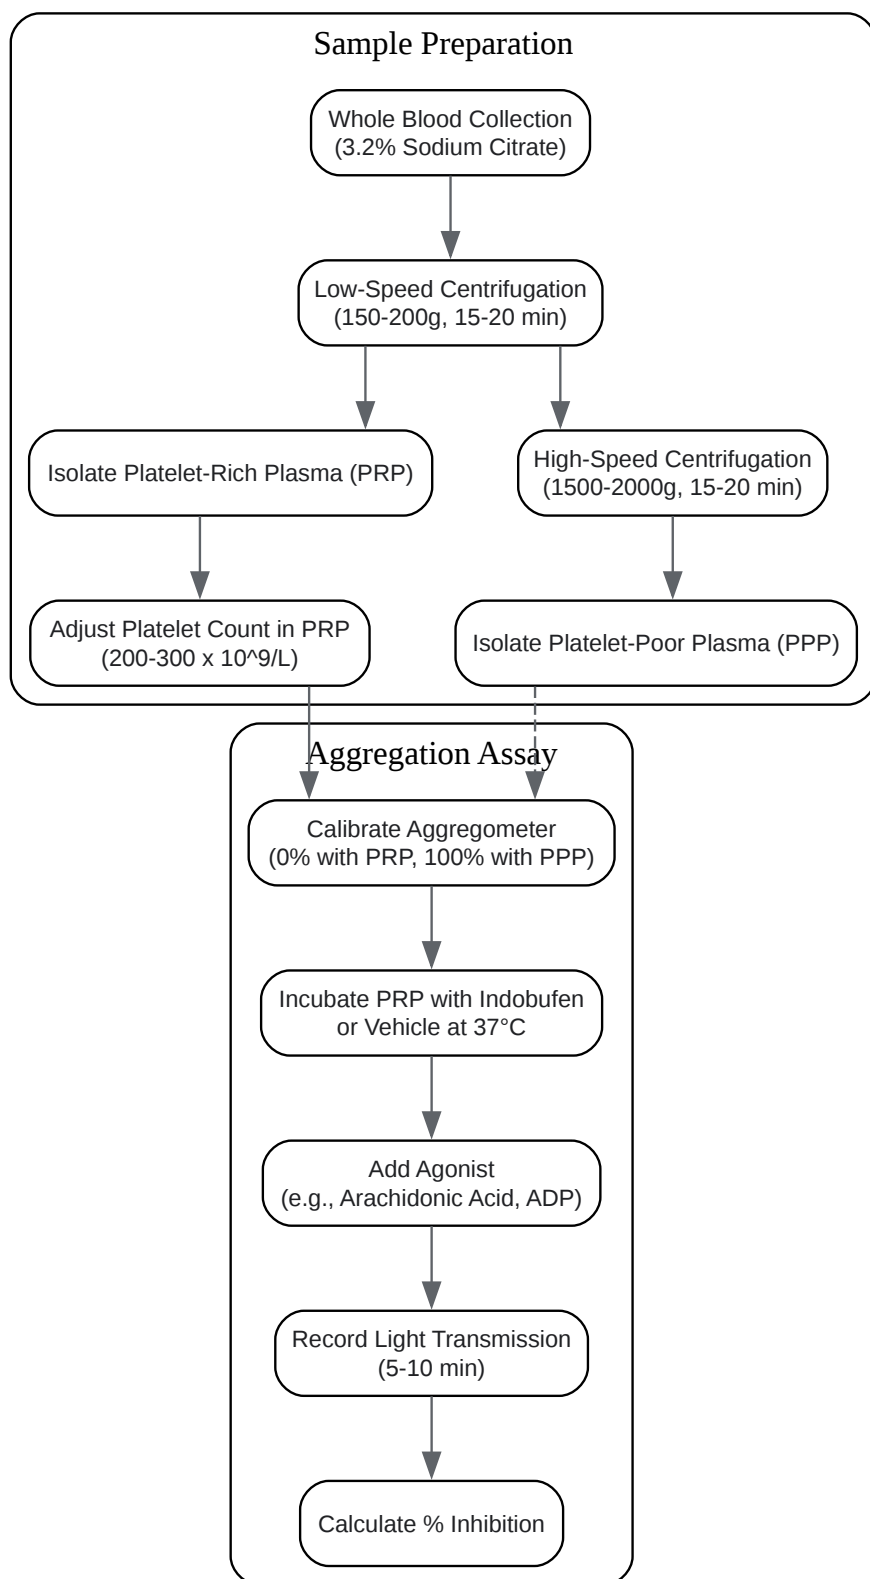 Sample Preparation
Whole Blood Collection
(3.2% Sodium Citrate)
Low-Speed Centrifugation
(150-200g, 15-20 min)
Isolate Platelet-Rich Plasma (PRP)
High-Speed Centrifugation
(1500-2000g, 15-20 min)
Adjust Platelet Count in PRP
(200-300 x 10^9/L)
Isolate Platelet-Poor Plasma (PPP)
Aggregation Assay
Calibrate Aggregometer
(0% with PRP, 100% with PPP)
Incubate PRP with Indobufen
or Vehicle at 37°C
Add Agonist
(e.g., Arachidonic Acid, ADP)
Record Light Transmission
(5-10 min)
Calculate % Inhibition